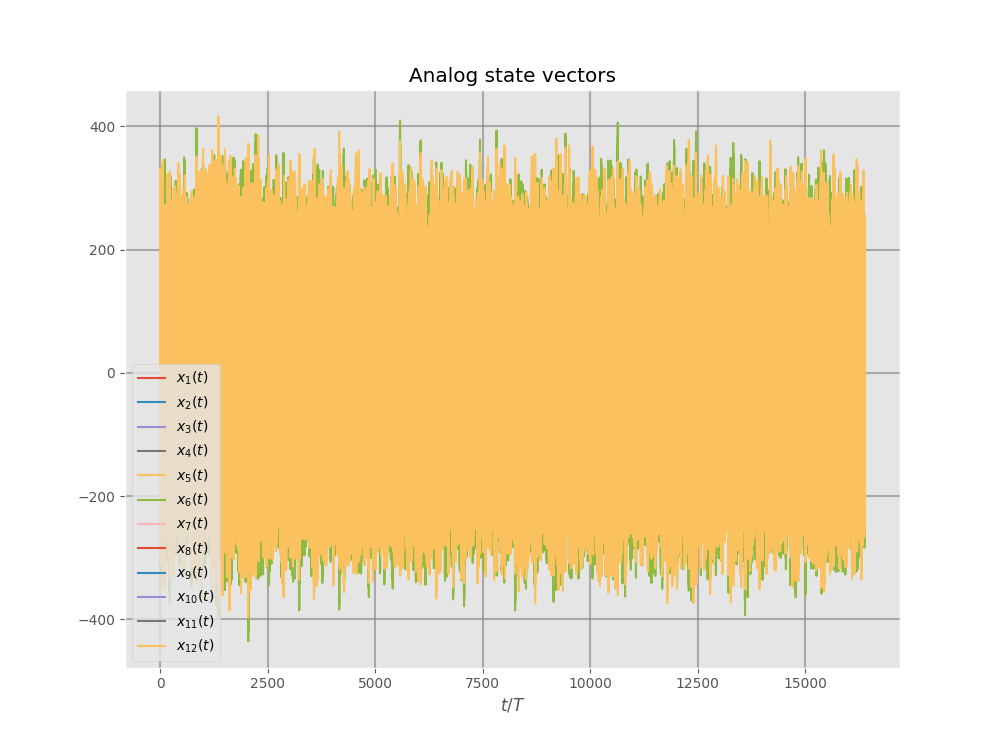 Analog state vectors
400
200
0
−200
−400
x₁(t)
x₂(t)
x₃(t)
x₄(t)
x₅(t)
x₆(t)
x₇(t)
x₈(t)
x₉(t)
x₁₀(t)
x₁₁(t)
x₁₂(t)
0 2500 5000 7500 10000 12500 15000
t/T